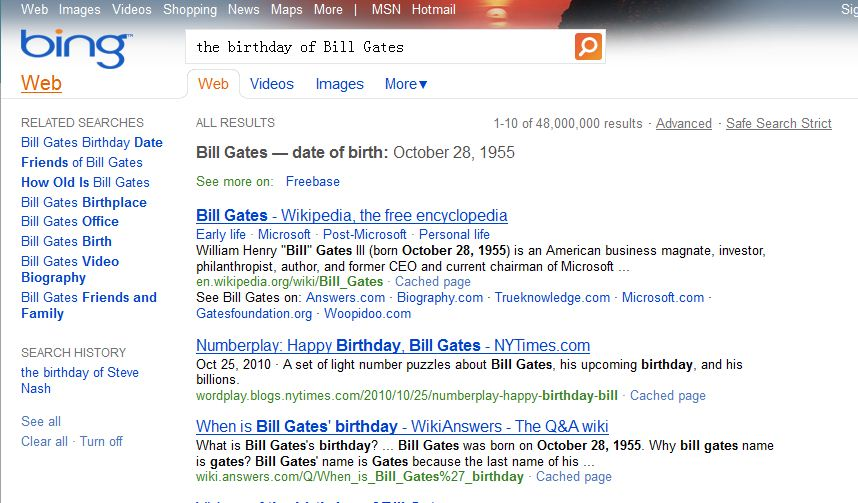 Web Images Videos Shopping News Maps More | MSN Hotmail
bing™
the birthday of Bill Gates
Web
Web Videos Images More▼
RELATED SEARCHES
Bill Gates Birthday Date
Friends of Bill Gates
How Old Is Bill Gates
Bill Gates Birthplace
Bill Gates Office
Bill Gates Birth
Bill Gates Video
Biography
Bill Gates Friends and
Family
SEARCH HISTORY
the birthday of Steve
Nash
See all
Clear all · Turn off
ALL RESULTS
1-10 of 48,000,000 results · Advanced · Safe Search Strict
Bill Gates — date of birth: October 28, 1955
See more on: Freebase
Bill Gates - Wikipedia, the free encyclopedia
Early life · Microsoft · Post-Microsoft · Personal life
William Henry "Bill" Gates III (born October 28, 1955) is an American business magnate, investor,
philanthropist, author, and former CEO and current chairman of Microsoft ...
en.wikipedia.org/wiki/Bill_Gates · Cached page
See Bill Gates on: Answers.com · Biography.com · Trueknowledge.com · Microsoft.com ·
Gatesfoundation.org · Woopidoo.com
Numberplay: Happy Birthday, Bill Gates - NYTimes.com
Oct 25, 2010 · A set of light number puzzles about Bill Gates, his upcoming birthday, and his
billions.
wordplay.blogs.nytimes.com/2010/10/25/numberplay-happy-birthday-bill · Cached page
When is Bill Gates' birthday - WikiAnswers - The Q&A wiki
What is Bill Gates's birthday? ... Bill Gates was born on October 28, 1955. Why bill gates name
is gates? Bill Gates' name is Gates because the last name of his ...
wiki.answers.com/Q/When_is_Bill_Gates%27_birthday · Cached page